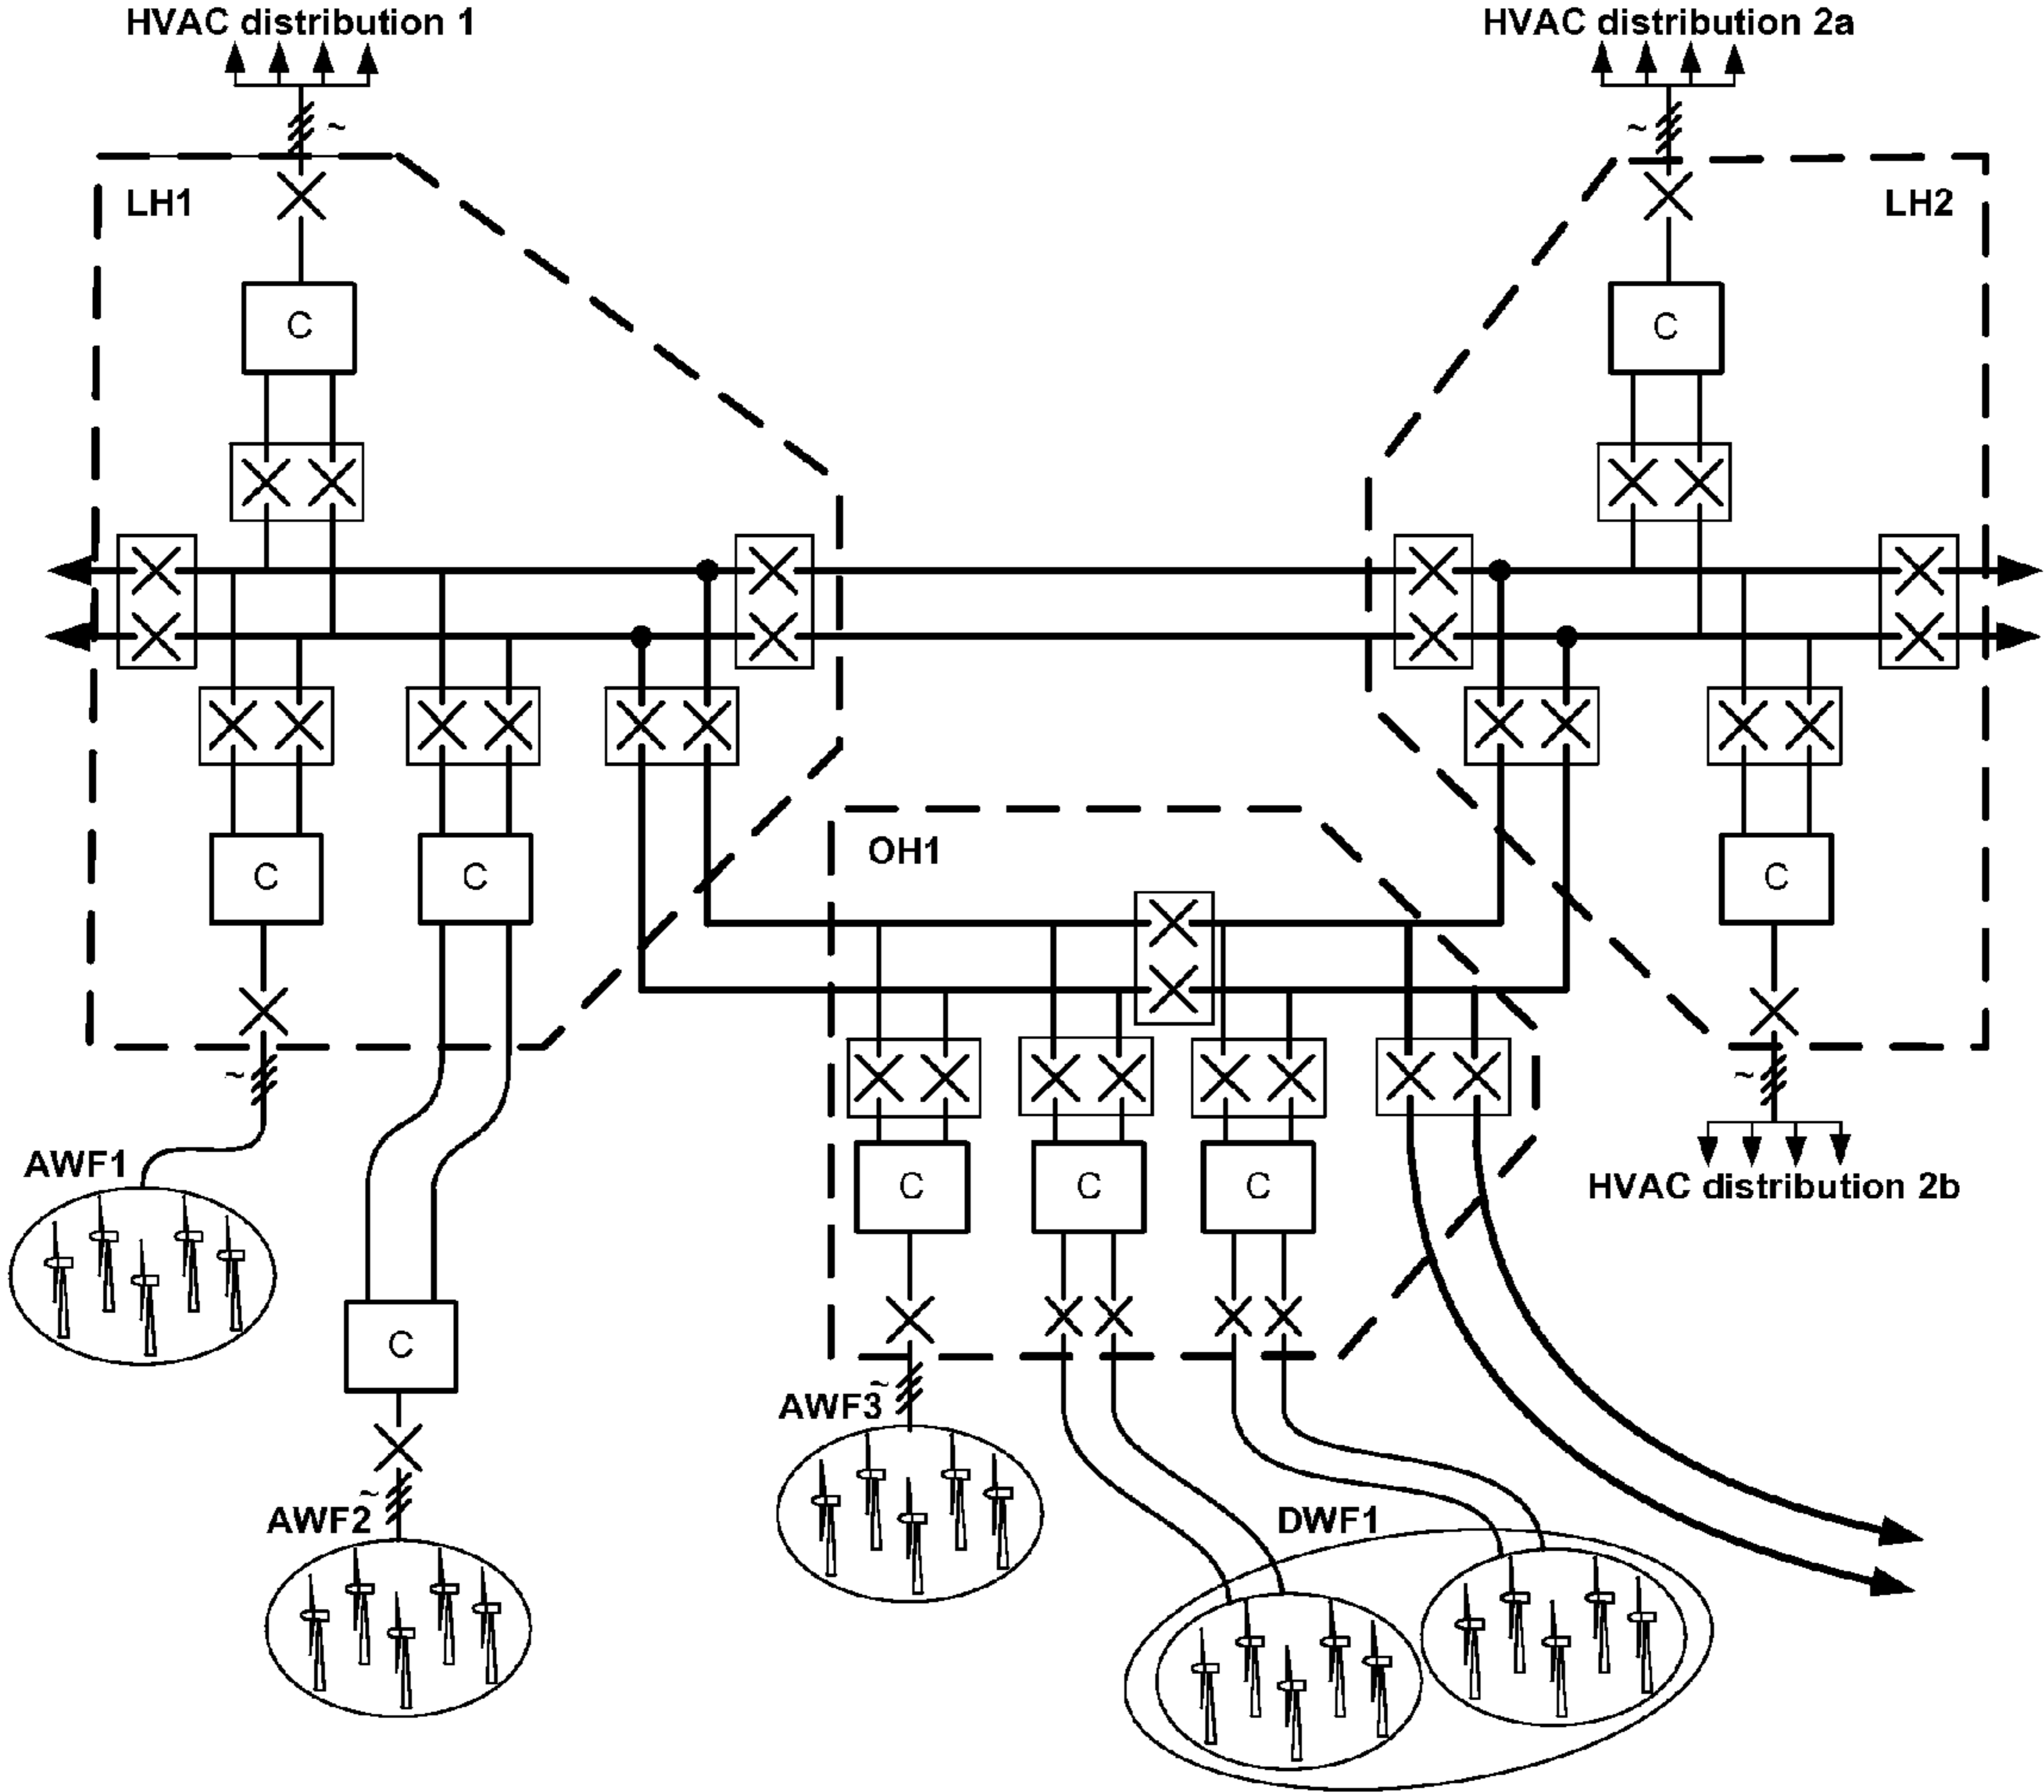 HVAC distribution 1
HVAC distribution 2a
~
~
LH1
LH2
C
C
C
C
OH1
C
~
~
AWF1
C
C
C
HVAC distribution 2b
C
~
AWF3
~
AWF2
DWF1